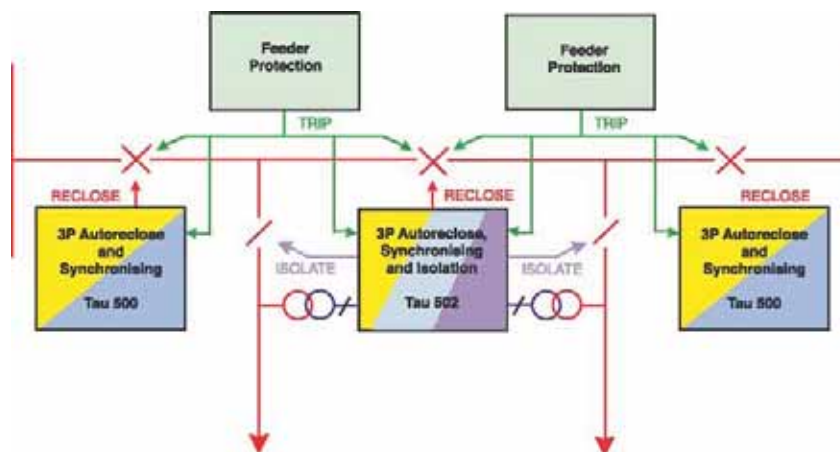 Feeder
Protection
Feeder
Protection
TRIP
TRIP
RECLOSE
RECLOSE
RECLOSE
3P Autoreclose
and
Synchronising
Tau 500
3P Autoreclose,
Synchronising
and Isolation
Tau 502
3P Autoreclose
and
Synchronising
Tau 500
ISOLATE
ISOLATE